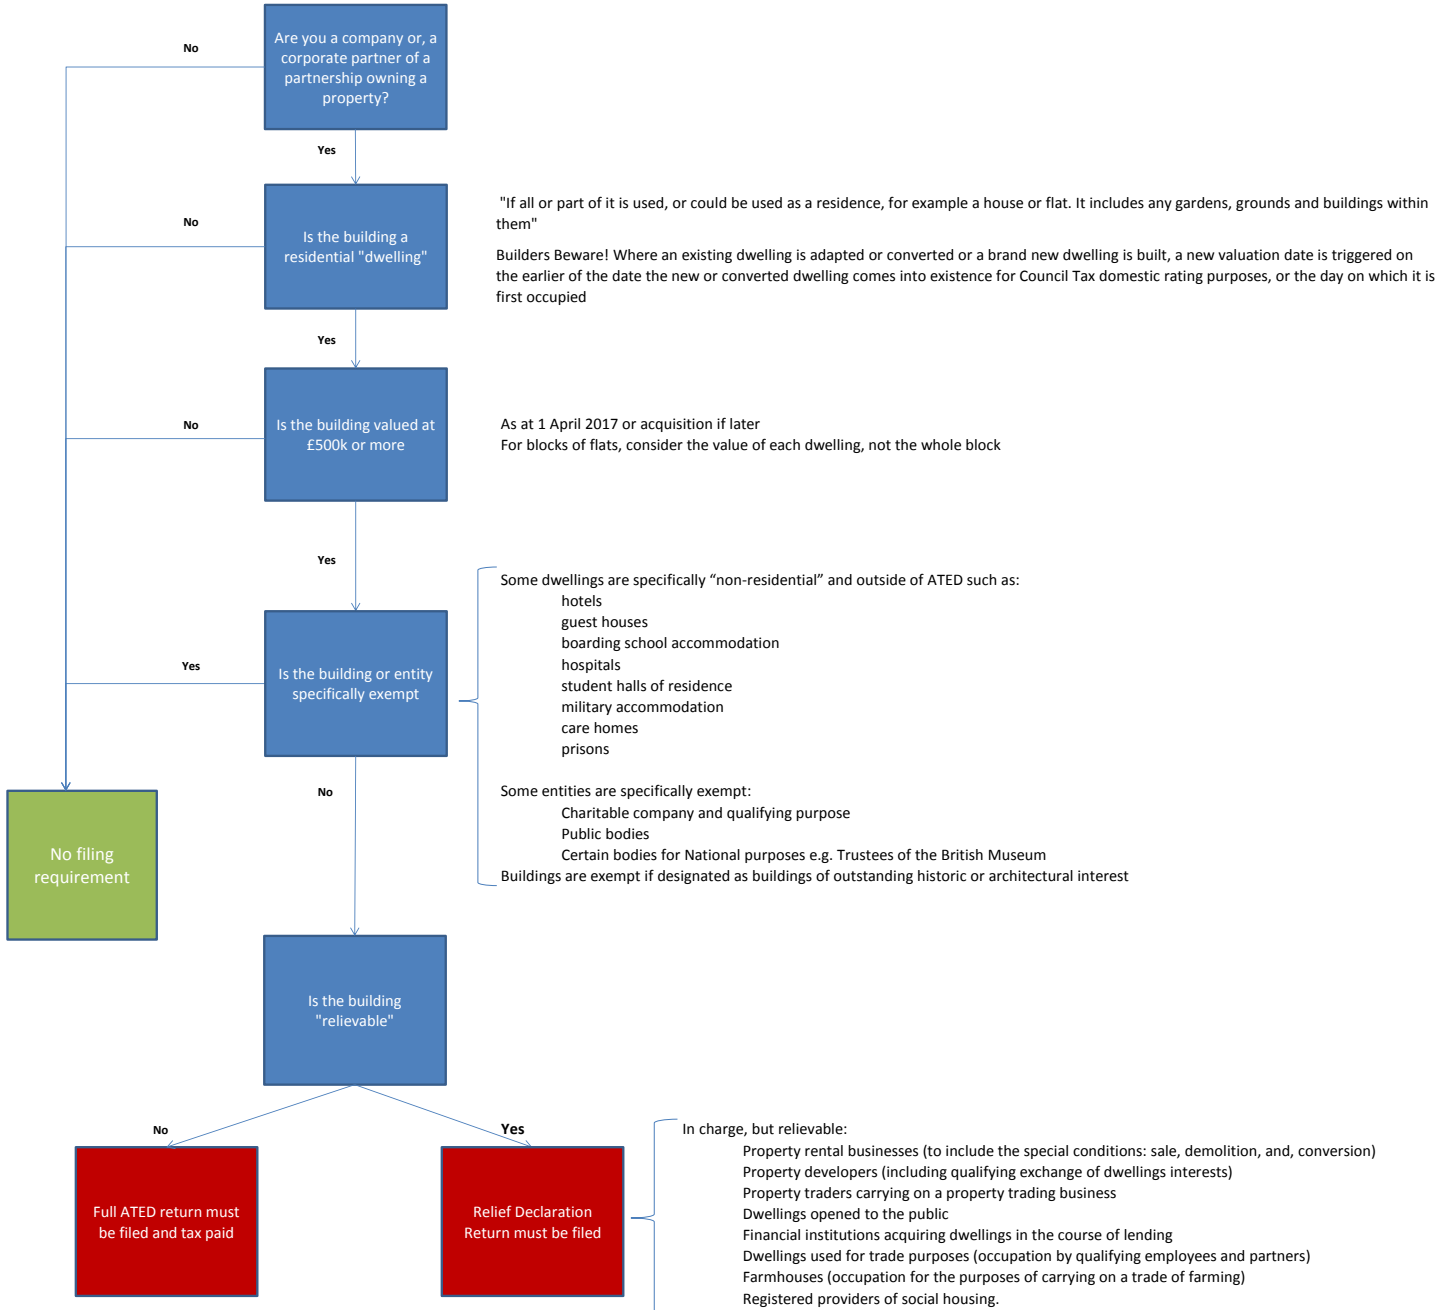 Are you a company or, a
corporate partner of a
partnership owning a
property?
No
Yes
Is the building a
residential "dwelling"
No
"If all or part of it is used, or could be used as a residence, for example a house or flat. It includes any gardens, grounds and buildings within
them"
Builders Beware! Where an existing dwelling is adapted or converted or a brand new dwelling is built, a new valuation date is triggered on
the earlier of the date the new or converted dwelling comes into existence for Council Tax domestic rating purposes, or the day on which it is
first occupied
Yes
Is the building valued at
£500k or more
No
As at 1 April 2017 or acquisition if later
For blocks of flats, consider the value of each dwelling, not the whole block
Yes
Is the building or entity
specifically exempt
Yes
Some dwellings are specifically “non-residential” and outside of ATED such as:
hotels
guest houses
boarding school accommodation
hospitals
student halls of residence
military accommodation
care homes
prisons
Some entities are specifically exempt:
Charitable company and qualifying purpose
Public bodies
Certain bodies for National purposes e.g. Trustees of the British Museum
Buildings are exempt if designated as buildings of outstanding historic or architectural interest
No
No filing
requirement
Is the building
"relievable"
No
Yes
Full ATED return must
be filed and tax paid
Relief Declaration
Return must be filed
In charge, but relievable:
Property rental businesses (to include the special conditions: sale, demolition, and, conversion)
Property developers (including qualifying exchange of dwellings interests)
Property traders carrying on a property trading business
Dwellings opened to the public
Financial institutions acquiring dwellings in the course of lending
Dwellings used for trade purposes (occupation by qualifying employees and partners)
Farmhouses (occupation for the purposes of carrying on a trade of farming)
Registered providers of social housing.